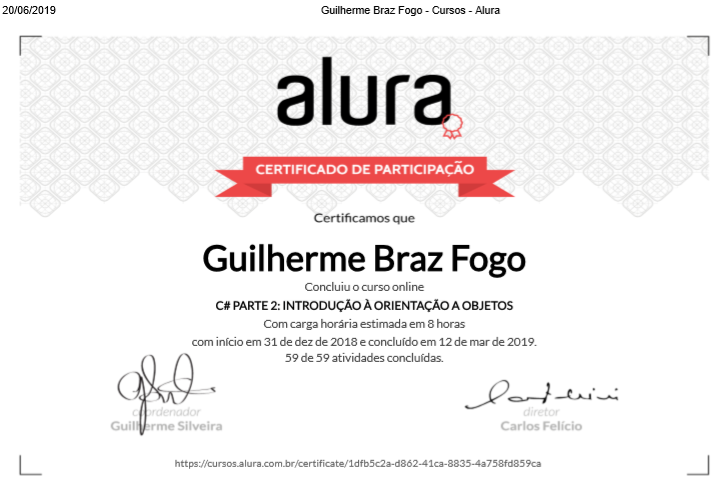 20/06/2019 Guilherme Braz Fogo - Cursos - Alura
alura
CERTIFICADO DE PARTICIPAÇÃO
Certificamos que
Guilherme Braz Fogo
Concluiu o curso online
C# PARTE 2: INTRODUÇÃO À ORIENTAÇÃO A OBJETOS
Com carga horária estimada em 8 horas
com início em 31 de dez de 2018 e concluído em 12 de mar de 2019.
59 de 59 atividades concluídas.
coordenador
Guilherme Silveira
diretor
Carlos Felício
https://cursos.alura.com.br/certificate/1dfb5c2a-d862-41ca-8835-4a758fd859ca